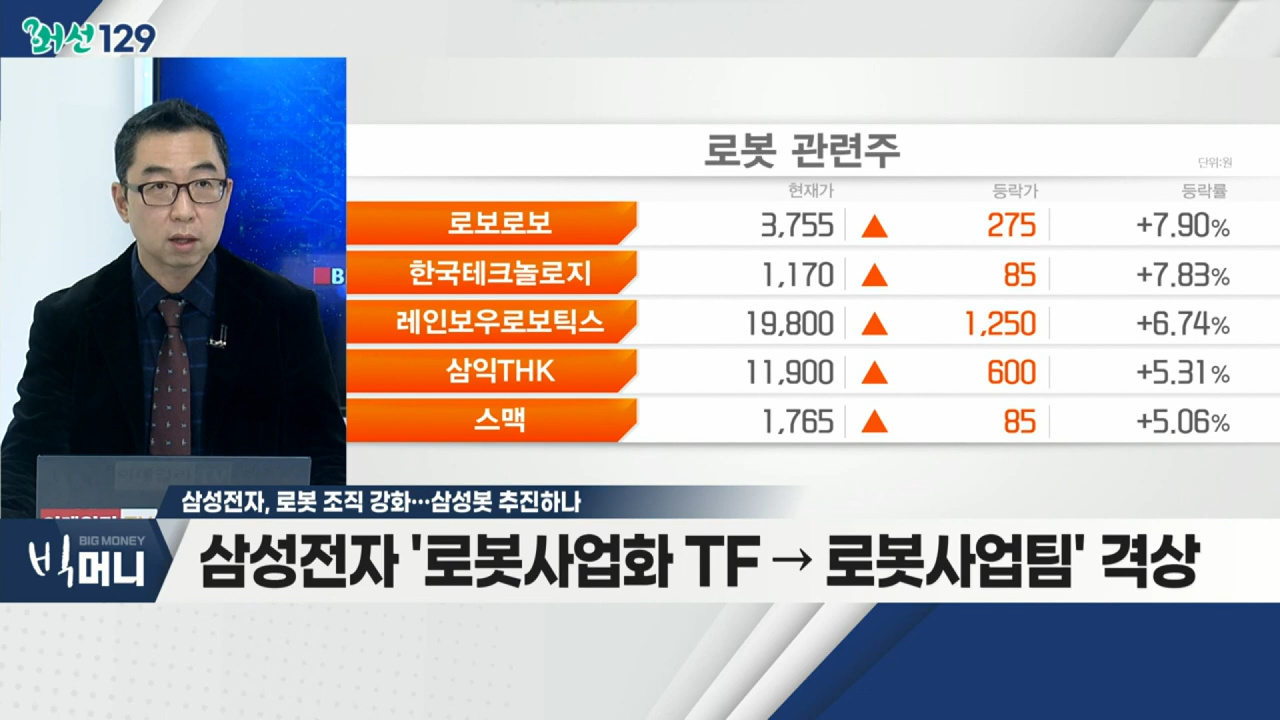 머선129
로봇 관련주
단위:원
현재가 등락가 등락률
로보로보 3,755 ▲ 275 +7.90%
한국테크놀로지 1,170 ▲ 85 +7.83%
레인보우로보틱스 19,800 ▲ 1,250 +6.74%
삼익THK 11,900 ▲ 600 +5.31%
스맥 1,765 ▲ 85 +5.06%
B
삼성전자, 로봇 조직 강화…삼성봇 추진하나
BIG MONEY
빅머니
삼성전자 '로봇사업화 TF → 로봇사업팀' 격상